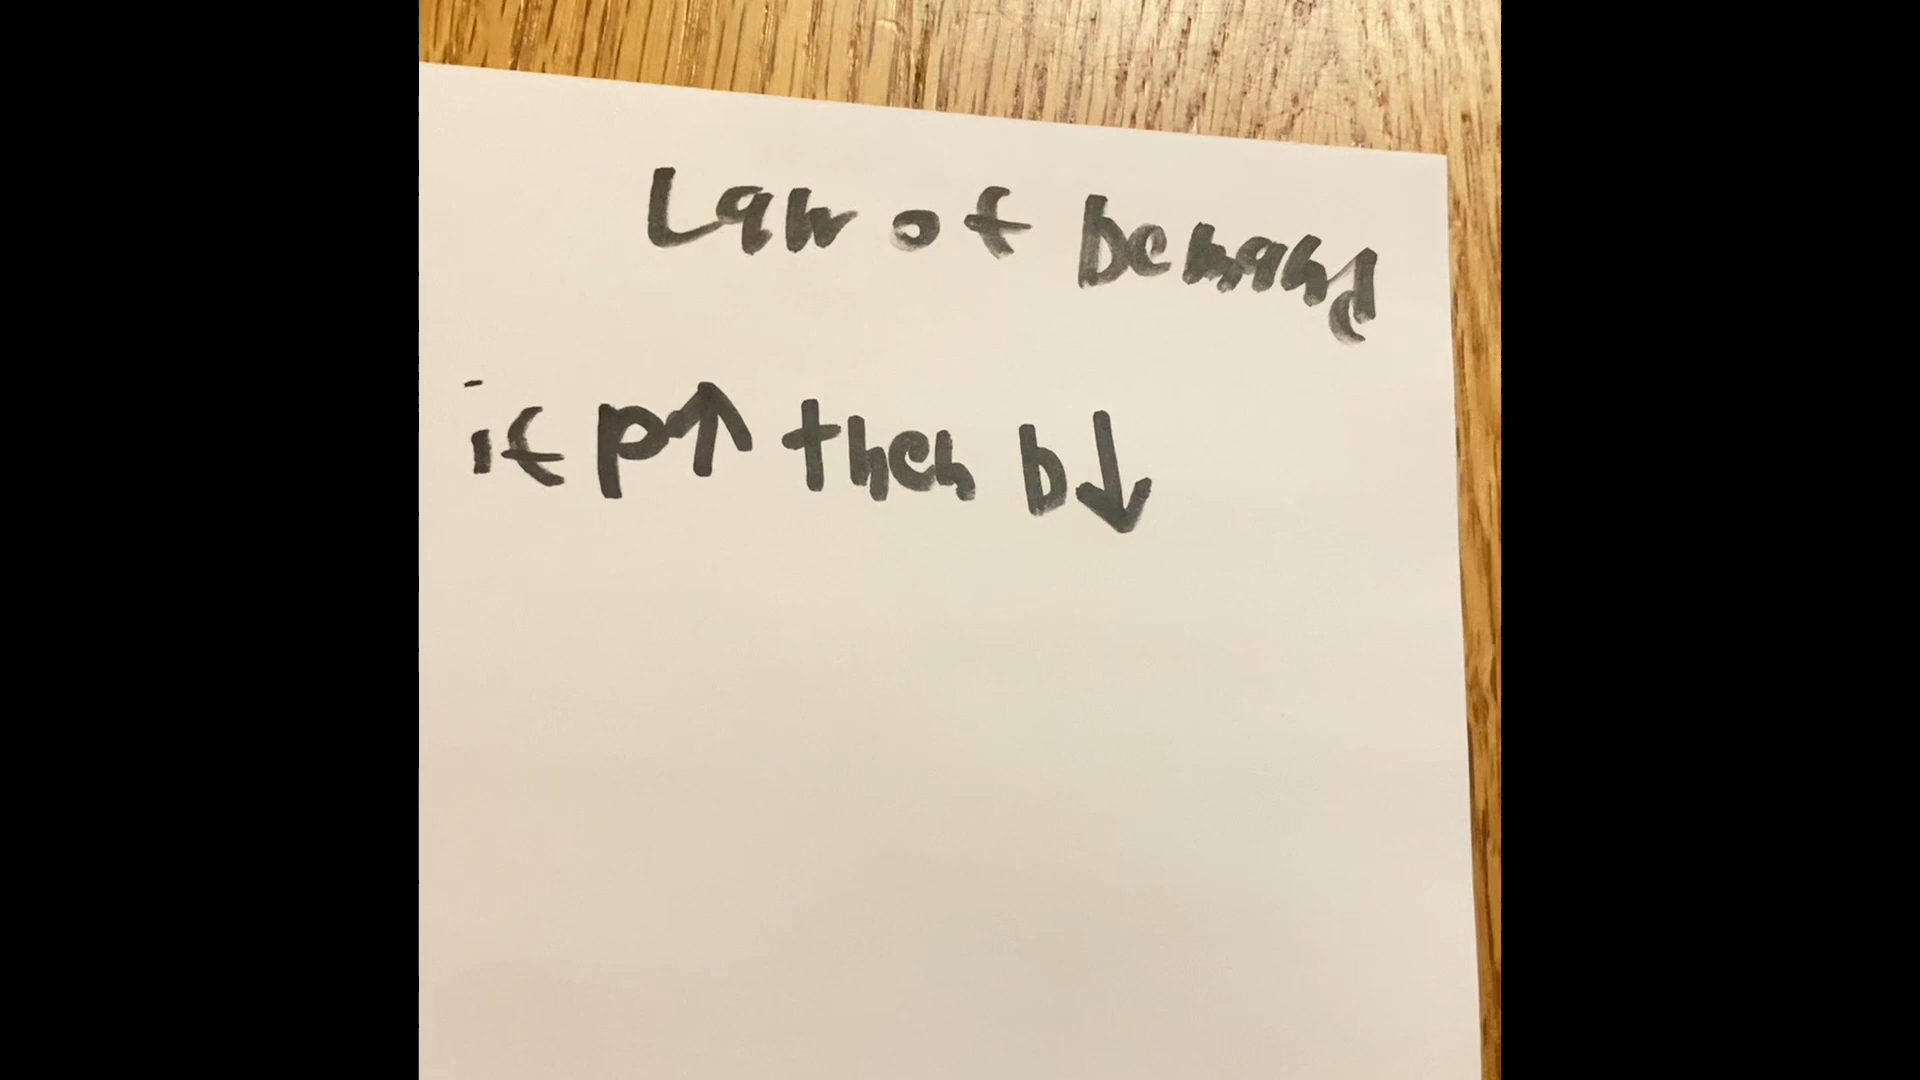 Law of Demand
if P↑ then D↓